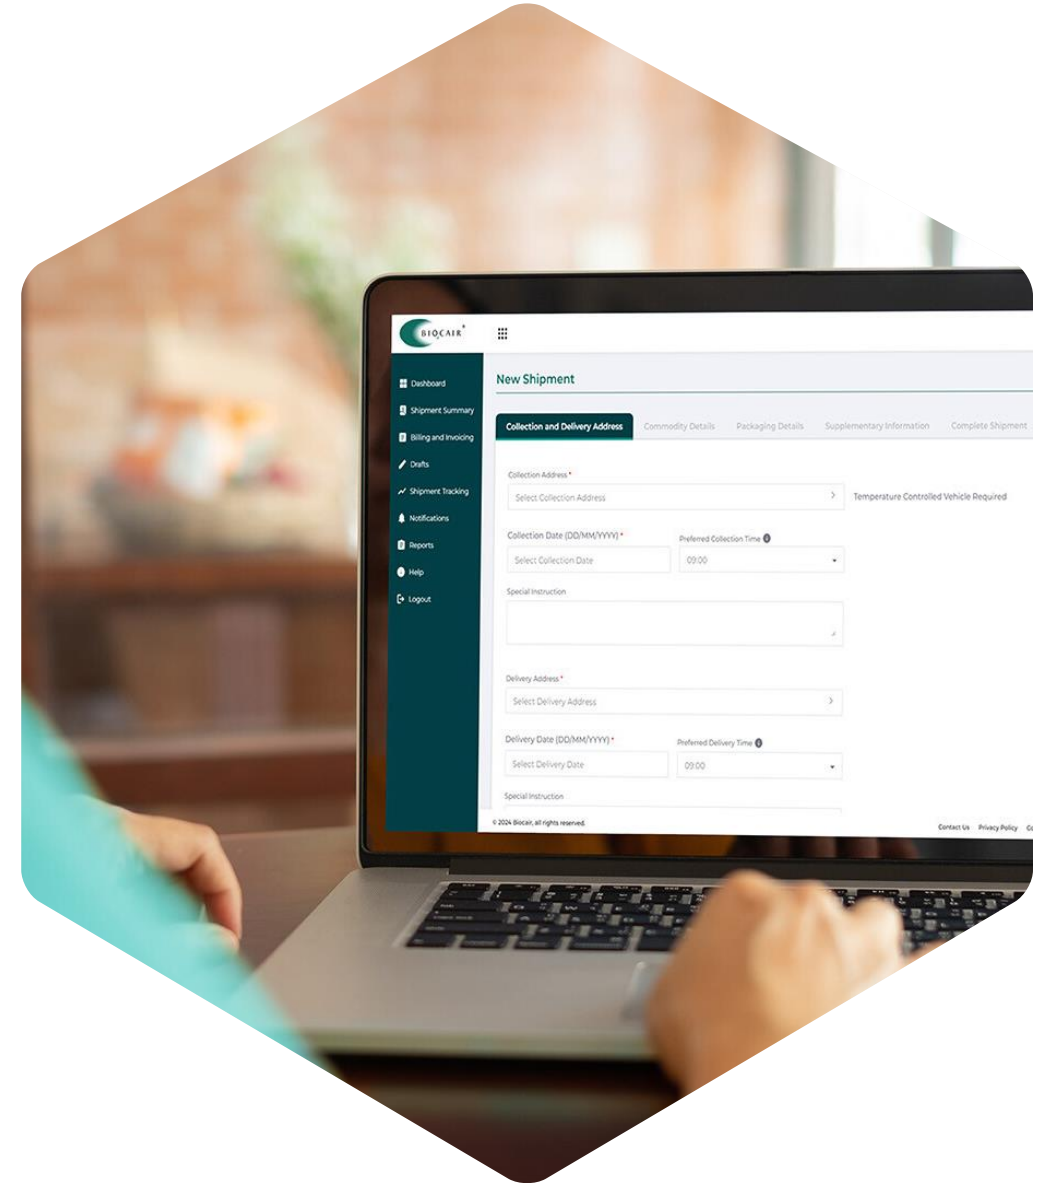 BIOCAIR
Dashboard
Shipment Summary
Billing and Invoicing
Drafts
Shipment Tracking
Notifications
Reports
Help
Logout
New Shipment
Collection and Delivery Address Commodity Details Packaging Details Supplementary Information Complete Shipment
Collection Address *
Select Collection Address
Temperature Controlled Vehicle Required
Collection Date (DD/MM/YYYY) * Preferred Collection Time
Select Collection Date 09:00
Special Instruction
Delivery Address *
Select Delivery Address
Delivery Date (DD/MM/YYYY) * Preferred Delivery Time
Select Delivery Date 09:00
Special Instruction
© 2024 Biocair, all rights reserved. Contact Us Privacy Policy